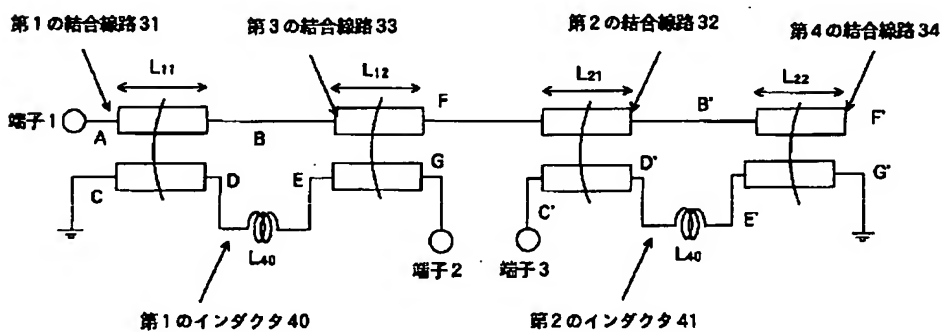 第1の結合線路31
第3の結合線路33
第2の結合線路32
第4の結合線路34
L11
L12
L21
L22
端子1
A
B
F
B'
F'
C
D
E
G
D'
G'
C'
E'
L40
L40
端子2
端子3
第1のインダクタ40
第2のインダクタ41